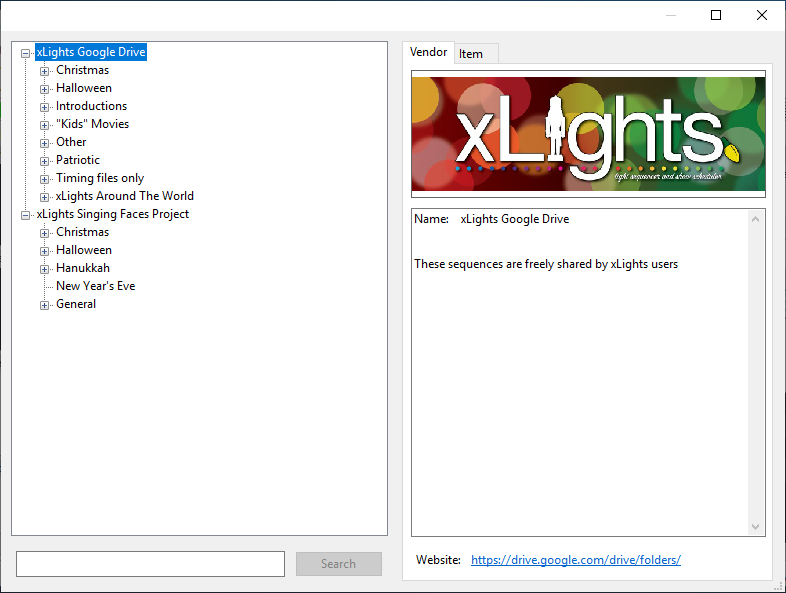 xLights Google Drive
Christmas
Halloween
Introductions
"Kids" Movies
Other
Patriotic
Timing files only
xLights Around The World
xLights Singing Faces Project
Christmas
Halloween
Hanukkah
New Year's Eve
General
Search
Vendor Item
xLights
light sequencer and show scheduler
Name: xLights Google Drive
These sequences are freely shared by xLights users
Website: https://drive.google.com/drive/folders/